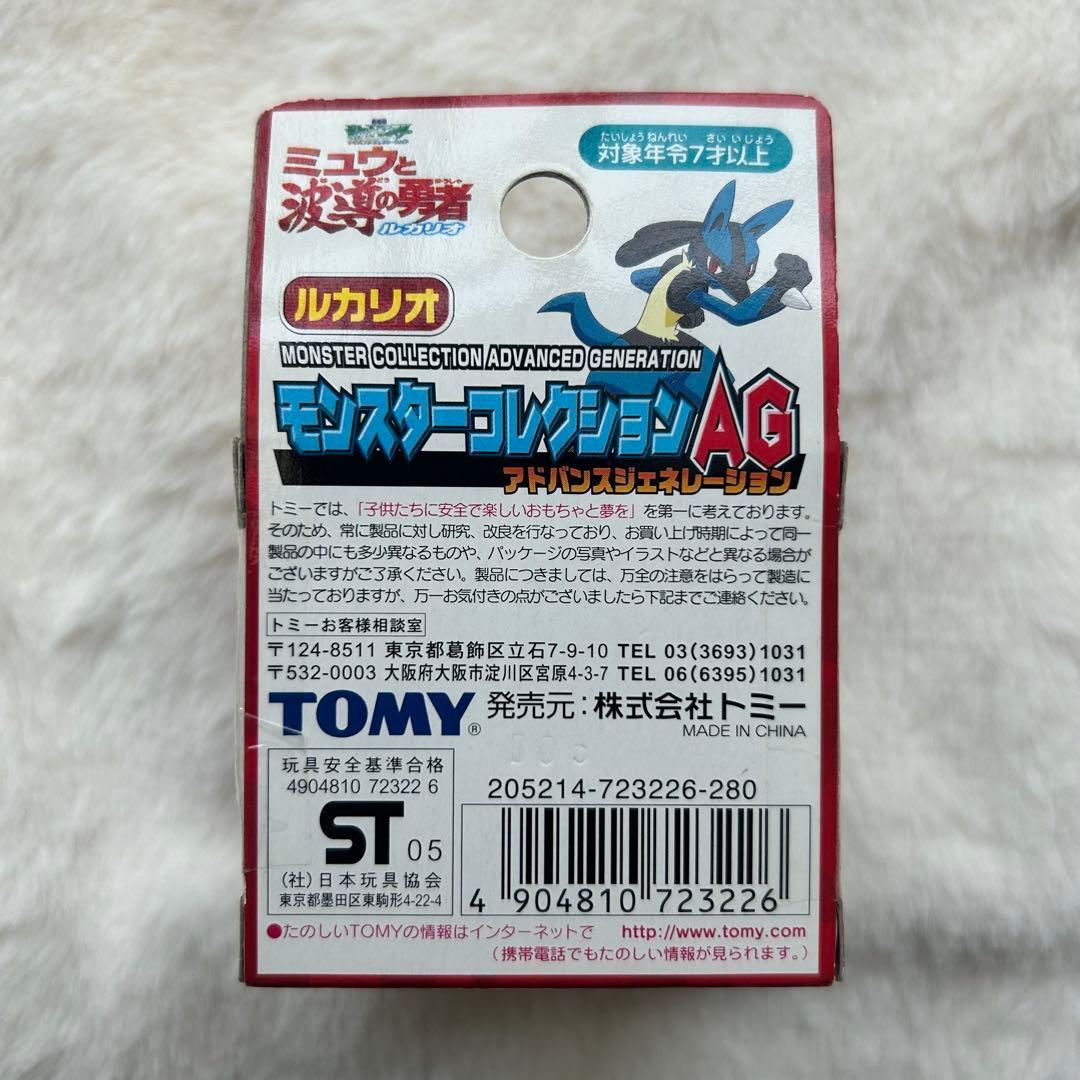 ミュウと
波導の勇者
ルカリオ
たいしょうねんれい さいいじょう
対象年令7才以上
ルカリオ
MONSTER COLLECTION ADVANCED GENERATION
モンスターコレクションAG
アドバンスジェネレーション
トミーでは、「子供たちに安全で楽しいおもちゃと夢を」を第一に考えております。
そのため、常に製品に対し研究、改良を行なっており、お買い上げ時期によって同一
製品の中にも多少異なるものや、パッケージの写真やイラストなどと異なる場合が
ございますがご了承ください。製品につきましては、万全の注意をはらって製造に
当たっておりますが、万一お気付きの点がございましたら下記までご連絡ください。
トミーお客様相談室
〒124-8511 東京都葛飾区立石7-9-10 TEL 03(3693)1031
〒532-0003 大阪府大阪市淀川区宮原4-3-7 TEL 06(6395)1031
TOMY® 発売元:株式会社トミー
MADE IN CHINA
玩具安全基準合格
4904810 72322 6
ST 05
(社)日本玩具協会
東京都墨田区東駒形4-22-4
205214-723226-280
4 904810 723226
●たのしいTOMYの情報はインターネットで http://www.tomy.com
(携帯電話でもたのしい情報が見られます。)